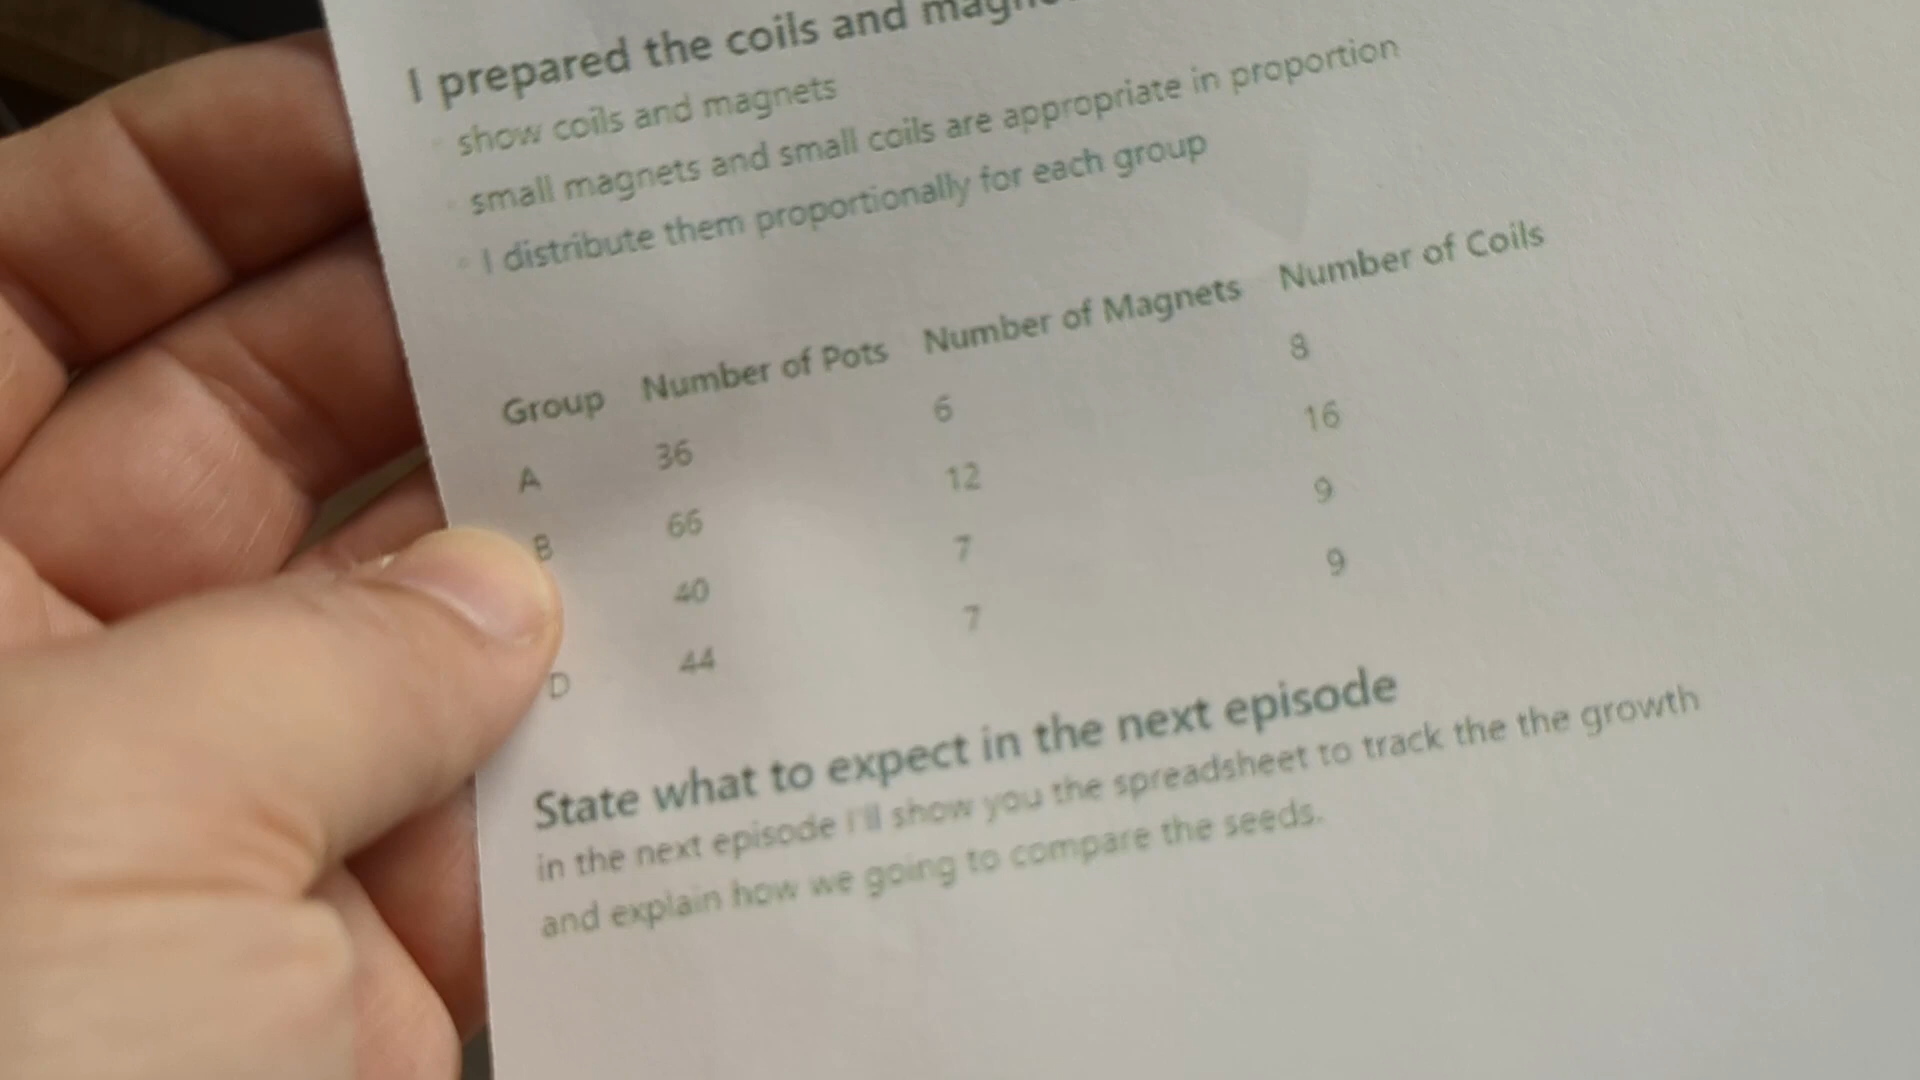 I prepared the coils and
show coils and magnets
small magnets and small coils are appropriate in proportion
I distribute them proportionally for each group
Group Number of Pots Number of Magnets Number of Coils
A 36 6 8
B 66 12 16
40 7 9
D 44 7 9
State what to expect in the next episode
in the next episode I'll show you the spreadsheet to track the the growth
and explain how we going to compare the seeds.